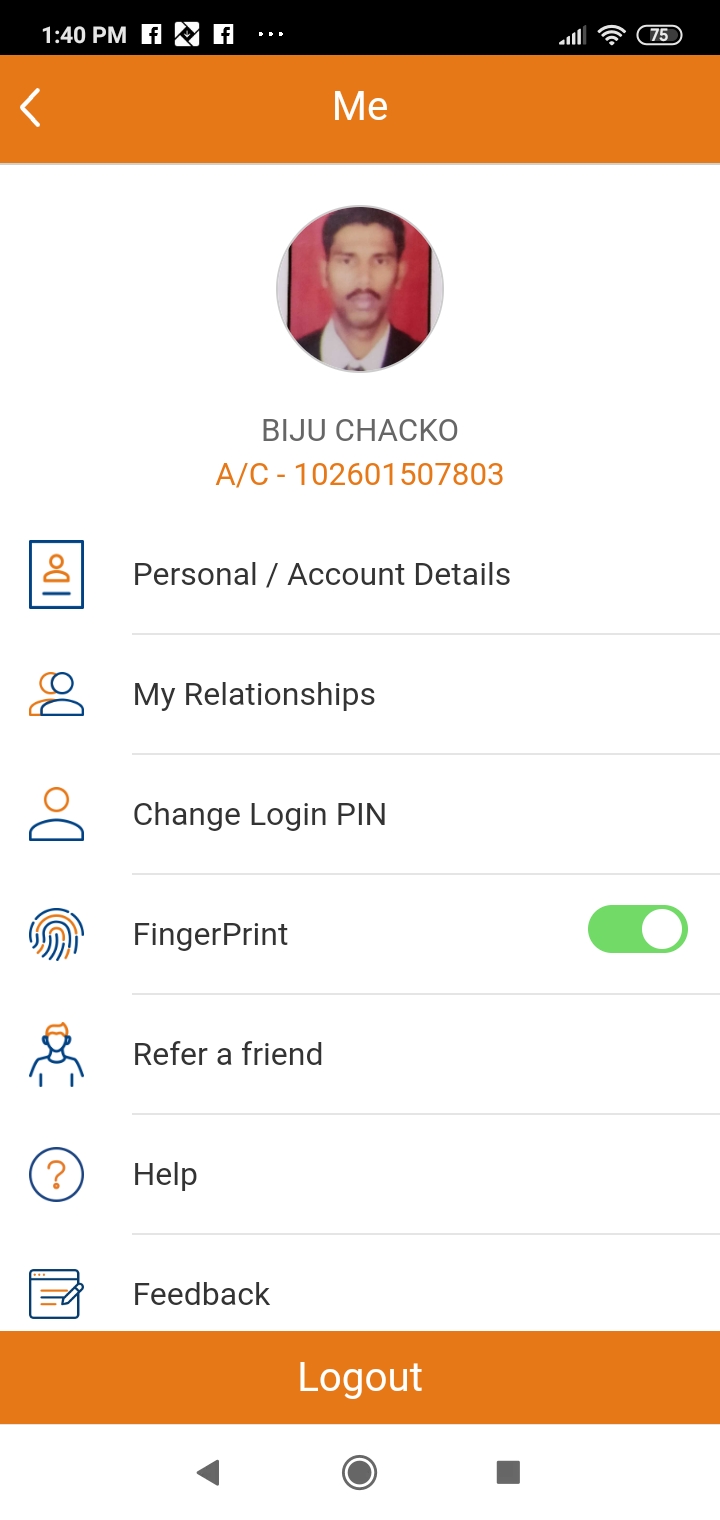 1:40 PM
75
Me
BIJU CHACKO
A/C - 102601507803
Personal / Account Details
My Relationships
Change Login PIN
FingerPrint
Refer a friend
?
Help
Feedback
Logout